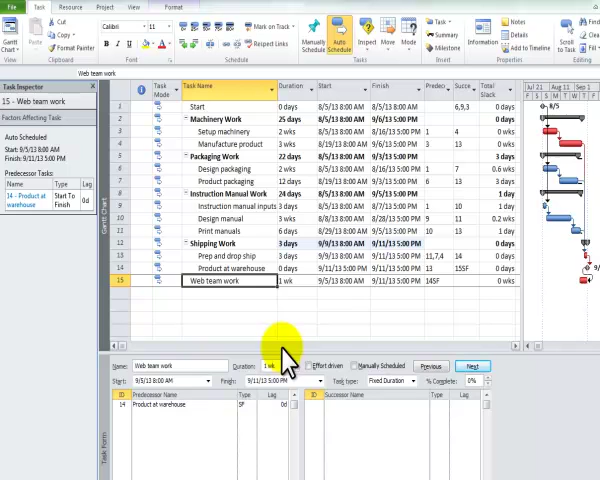 File Task Resource Project View Format
Gantt Chart Paste Cut Copy Format Painter Calibri 11 B I U Mark on Track Respect Links Manually Schedule Auto Schedule Inspect Move Mode Task Summary Milestone Information Notes Details Add to Timeline Scroll to Task Find Clear Fill
View Clipboard Font Schedule Tasks Insert Properties Editing
Web team work
Task Inspector X
15 - Web team work
Factors Affecting Task:
Auto Scheduled
Start: 9/5/13 8:00 AM
Finish: 9/11/13 5:00 PM
Predecessor Tasks:
Name Type Lag
14 - Product at warehouse Start To Finish 0d
Gantt Chart
Task Mode Task Name Duration Start Finish Predec Succe Total Slack
1 Start 0 days 8/5/13 8:00 AM 8/5/13 8:00 AM 6,9,3 0 days
2 Machinery Work 25 days 8/5/13 8:00 AM 9/6/13 5:00 PM 0 days
3 Setup machinery 2 wks 8/5/13 8:00 AM 8/16/13 5:00 PM 1 4 0 wks
4 Manufacture product 3 wks 8/19/13 8:00 AM 9/6/13 5:00 PM 3 13 0 wks
5 Packaging Work 22 days 8/5/13 8:00 AM 9/3/13 5:00 PM 3 days
6 Design packaging 2 wks 8/5/13 8:00 AM 8/16/13 5:00 PM 1 7 0.6 wks
7 Product packaging 12 days 8/19/13 8:00 AM 9/3/13 5:00 PM 6 13 3 days
8 Instruction Manual Work 24 days 8/5/13 8:00 AM 9/5/13 5:00 PM 1 day
9 Instruction manual inputs 3 days 8/5/13 8:00 AM 8/7/13 5:00 PM 1 10 1 day
10 Design manual 3 wks 8/8/13 8:00 AM 8/28/13 5:00 PM 9 11 0.2 wks
11 Print manuals 6 days 8/29/13 8:00 AM 9/5/13 5:00 PM 10 13 1 day
12 Shipping Work 3 days 9/9/13 8:00 AM 9/11/13 5:00 PM 0 days
13 Prep and drop ship 3 days 9/9/13 8:00 AM 9/11/13 5:00 PM 11,7,4 14 0 days
14 Product at warehouse 0 days 9/11/13 5:00 PM 9/11/13 5:00 PM 13 15SF 0 days
15 Web team work 1 wk 9/5/13 8:00 AM 9/11/13 5:00 PM 14SF 0 wks
Jul 21 Aug 11 Sep 1
8/5
Task Form
Name: Web team work Duration: 1 wk Effort driven Manually Scheduled Previous Next
Start: 9/5/13 8:00 AM Finish: 9/11/13 5:00 PM Task type: Fixed Duration % Complete: 0%
ID Predecessor Name Type Lag ID Successor Name Type Lag
14 Product at warehouse SF 0d